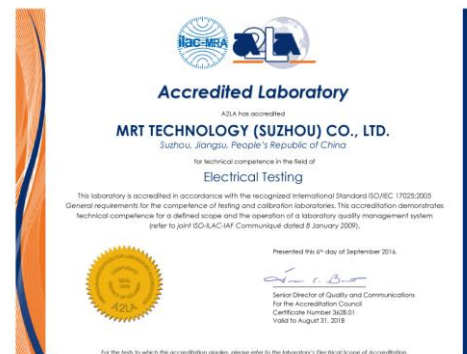 ilac-MRA
A2LA
Accredited Laboratory
A2LA has accredited
MRT TECHNOLOGY (SUZHOU) CO., LTD.
Suzhou, Jiangsu, People's Republic of China
for technical competence in the field of
Electrical Testing
This laboratory is accredited in accordance with the recognized International Standard ISO/IEC 17025:2005
General requirements for the competence of testing and calibration laboratories. This accreditation demonstrates
technical competence for a defined scope and the operation of a laboratory quality management system
(refer to joint ISO-ILAC-IAF Communiqué dated 8 January 2009).
Presented this 6th day of September 2016.
Senior Director of Quality and Communications
For the Accreditation Council
Certificate Number 3628.01
Valid to August 31, 2018
SEAL
A2LA
For the tests to which this accreditation applies, please refer to the laboratory's Electrical Scope of Accreditation.